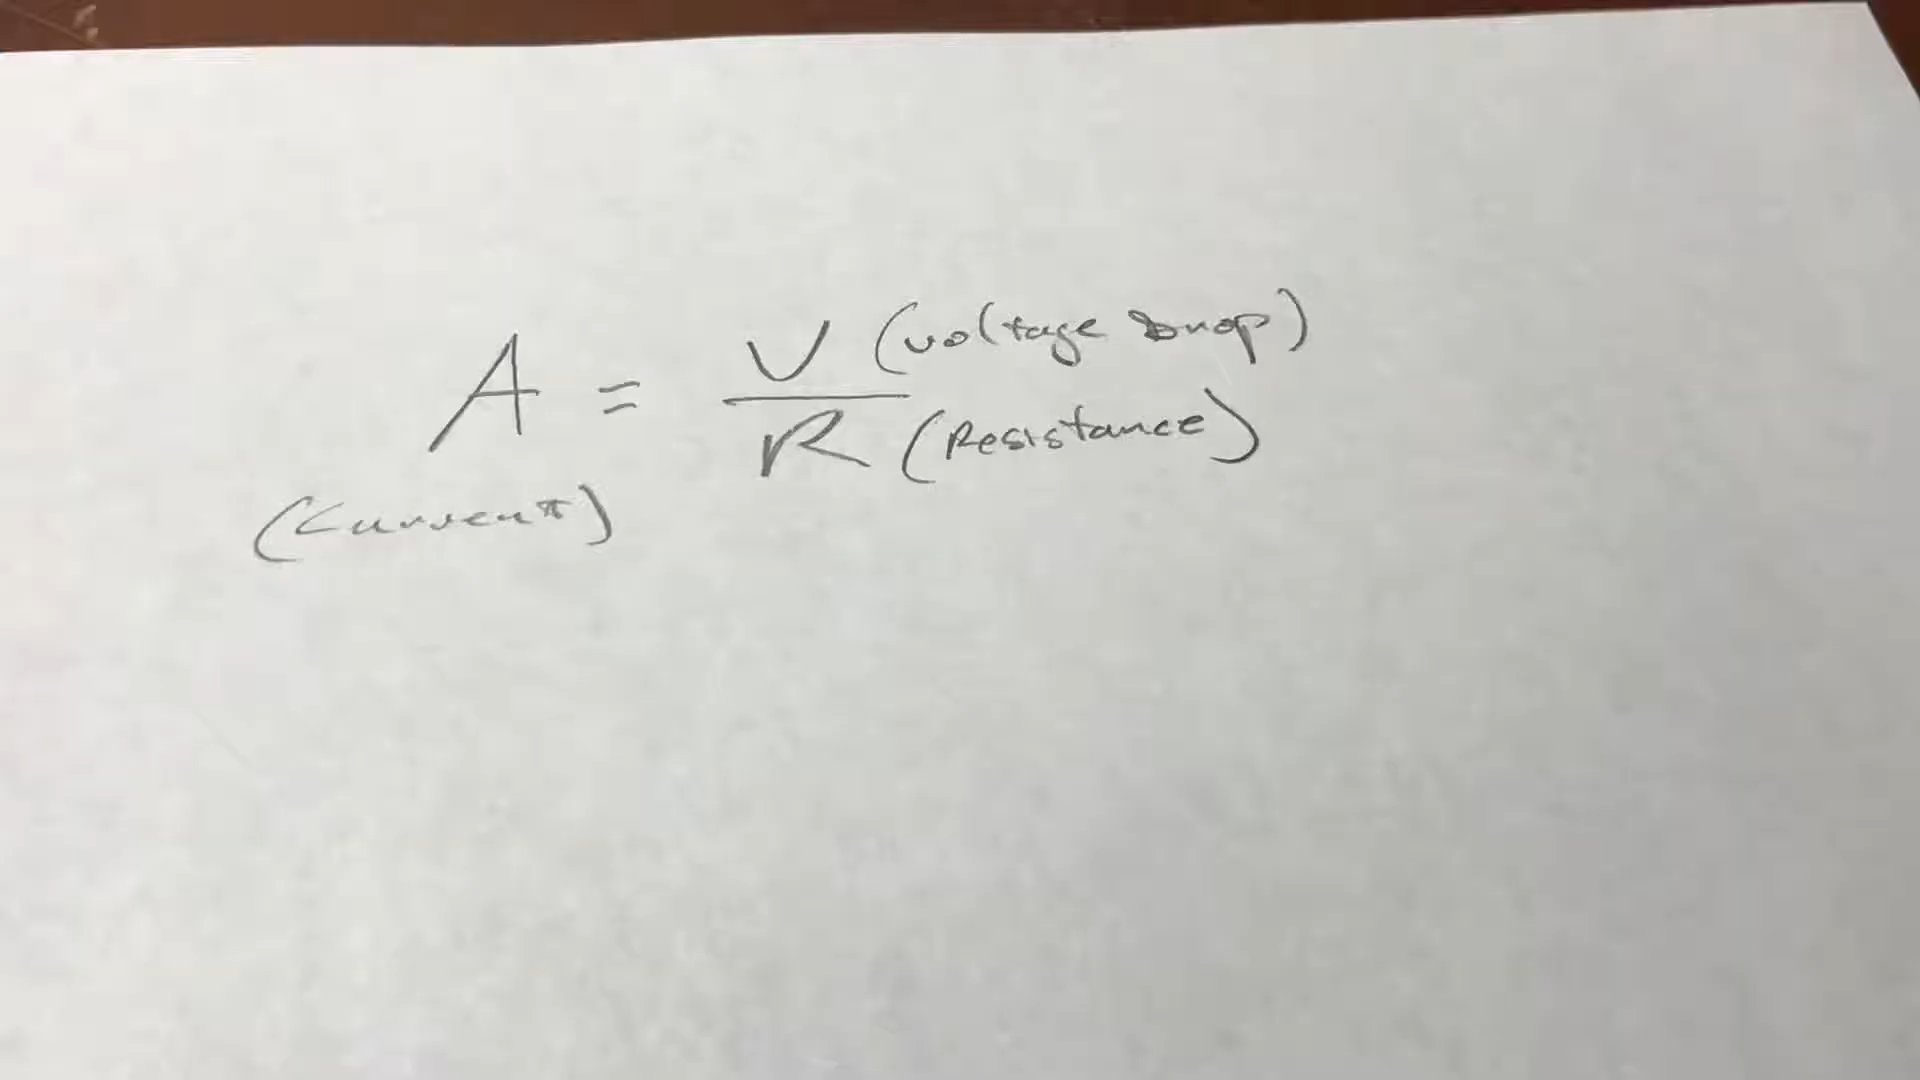 A = V (voltage Drop)
R (Resistance)
(Current)